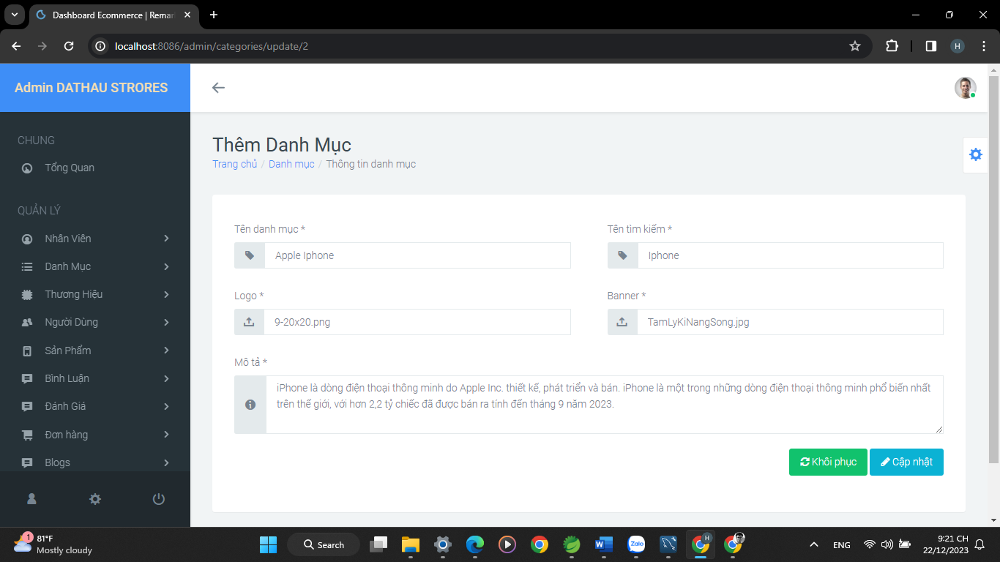 Dashboard Ecommerce | Remar
localhost:8086/admin/categories/update/2
H
Admin DATHAU STRORES
CHUNG
Tổng Quan
QUẢN LÝ
Nhân Viên
Danh Mục
Thương Hiệu
Người Dùng
Sản Phẩm
Bình Luận
Đánh Giá
Đơn hàng
Blogs
Thêm Danh Mục
Trang chủ / Danh mục / Thông tin danh mục
Tên danh mục *
Tên tìm kiếm *
Apple Iphone
Iphone
Logo *
Banner *
9-20x20.png
TamLyKiNangSong.jpg
Mô tả *
iPhone là dòng điện thoại thông minh do Apple Inc. thiết kế, phát triển và bán. iPhone là một trong những dòng điện thoại thông minh phổ biến nhất
trên thế giới, với hơn 2,2 tỷ chiếc đã được bán ra tính đến tháng 9 năm 2023.
Khôi phục
Cập nhật
1
81°F
Mostly cloudy
Search
W
Zalo
H
ENG
9:21 CH
22/12/2023